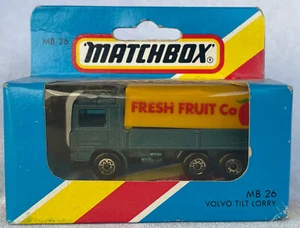 MB 26
MATCHBOX®
FRESH FRUIT Co
MB 26
VOLVO TILT LORRY